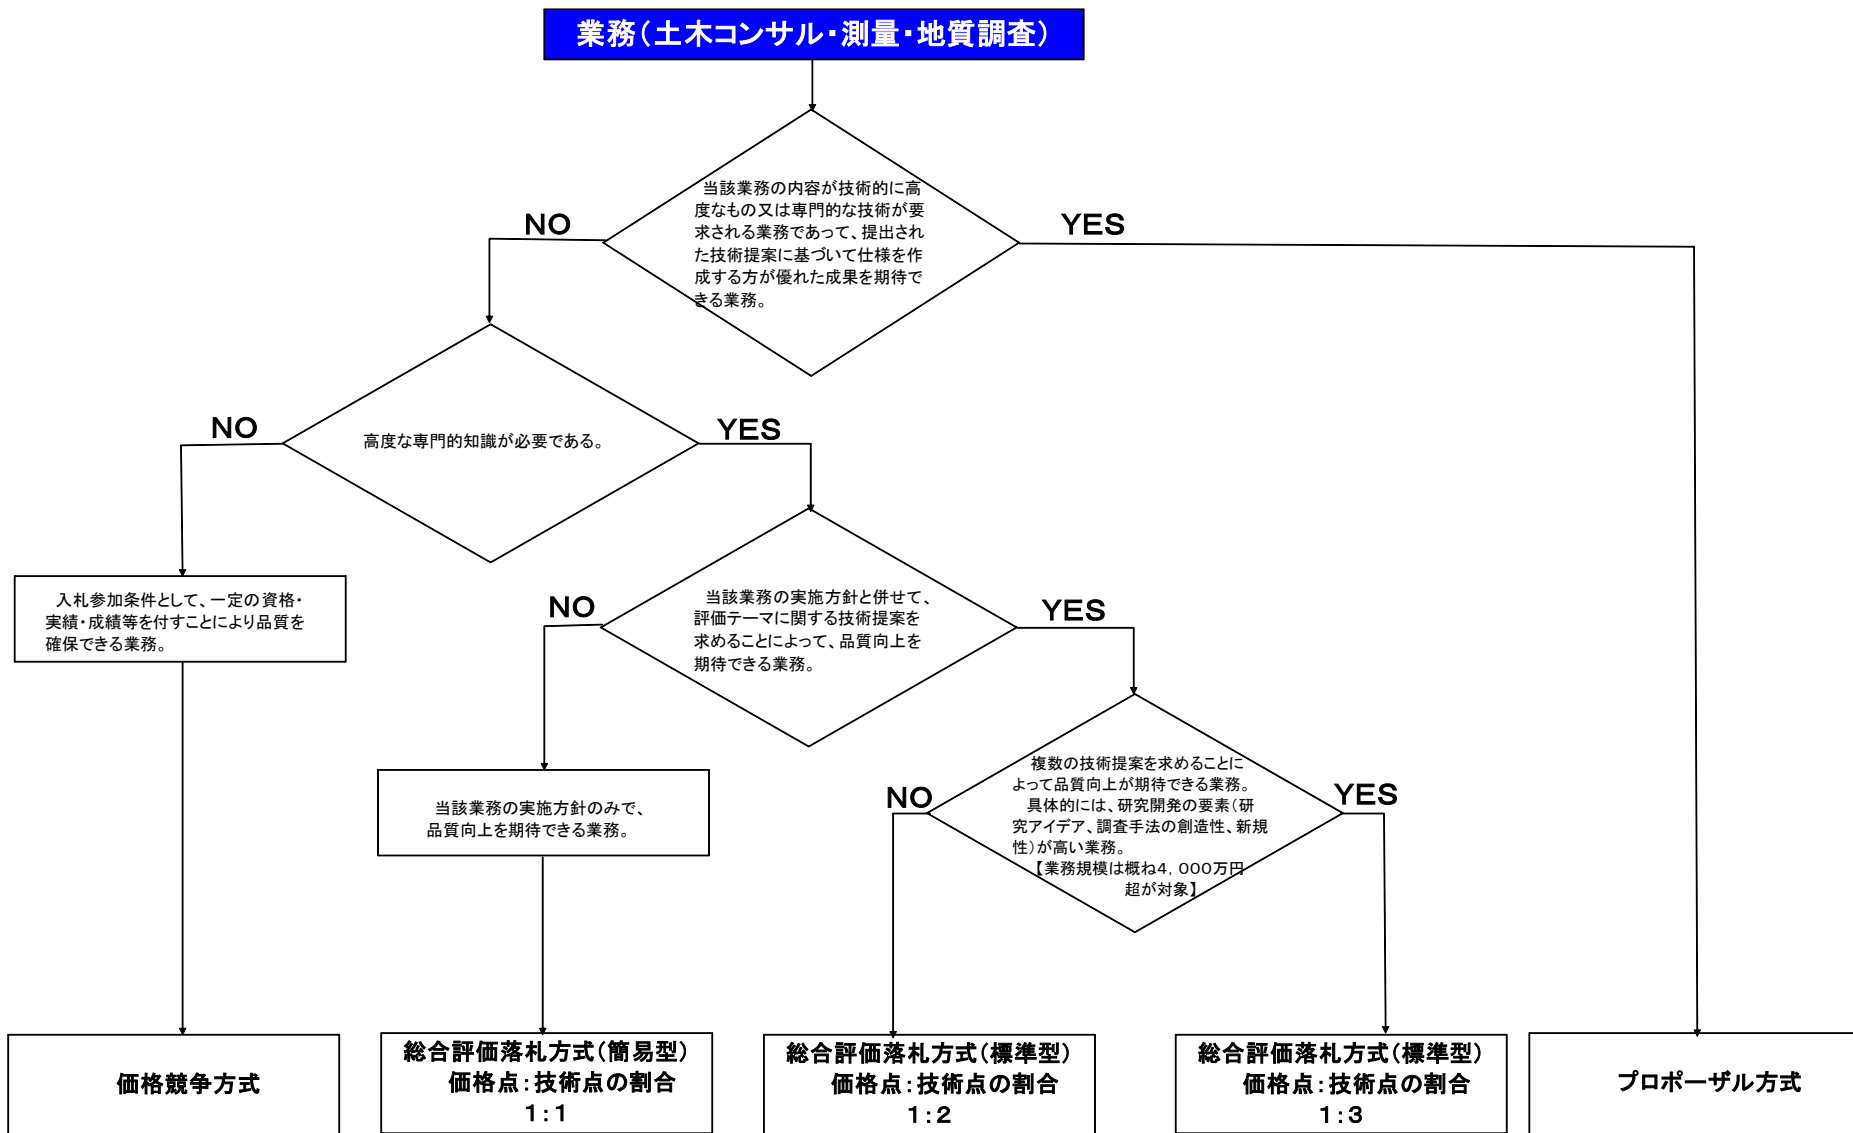 業務(土木コンサル・測量・地質調査)
当該業務の内容が技術的に高
度なもの又は専門的な技術が要
求される業務であって、提出され
た技術提案に基づいて仕様を作
成する方が優れた成果を期待で
きる業務。
NO
YES
高度な専門的知識が必要である。
NO
YES
入札参加条件として、一定の資格・
実績・成績等を付すことにより品質を
確保できる業務。
当該業務の実施方針と併せて、
評価テーマに関する技術提案を
求めることによって、品質向上を
期待できる業務。
NO
YES
当該業務の実施方針のみで、
品質向上を期待できる業務。
複数の技術提案を求めることに
よって品質向上が期待できる業務。
具体的には、研究開発の要素(研
究アイデア、調査手法の創造性、新規
性)が高い業務。
【業務規模は概ね4,000万円
超が対象】
NO
YES
価格競争方式
総合評価落札方式(簡易型)
価格点:技術点の割合
1:1
総合評価落札方式(標準型)
価格点:技術点の割合
1:2
総合評価落札方式(標準型)
価格点:技術点の割合
1:3
プロポーザル方式